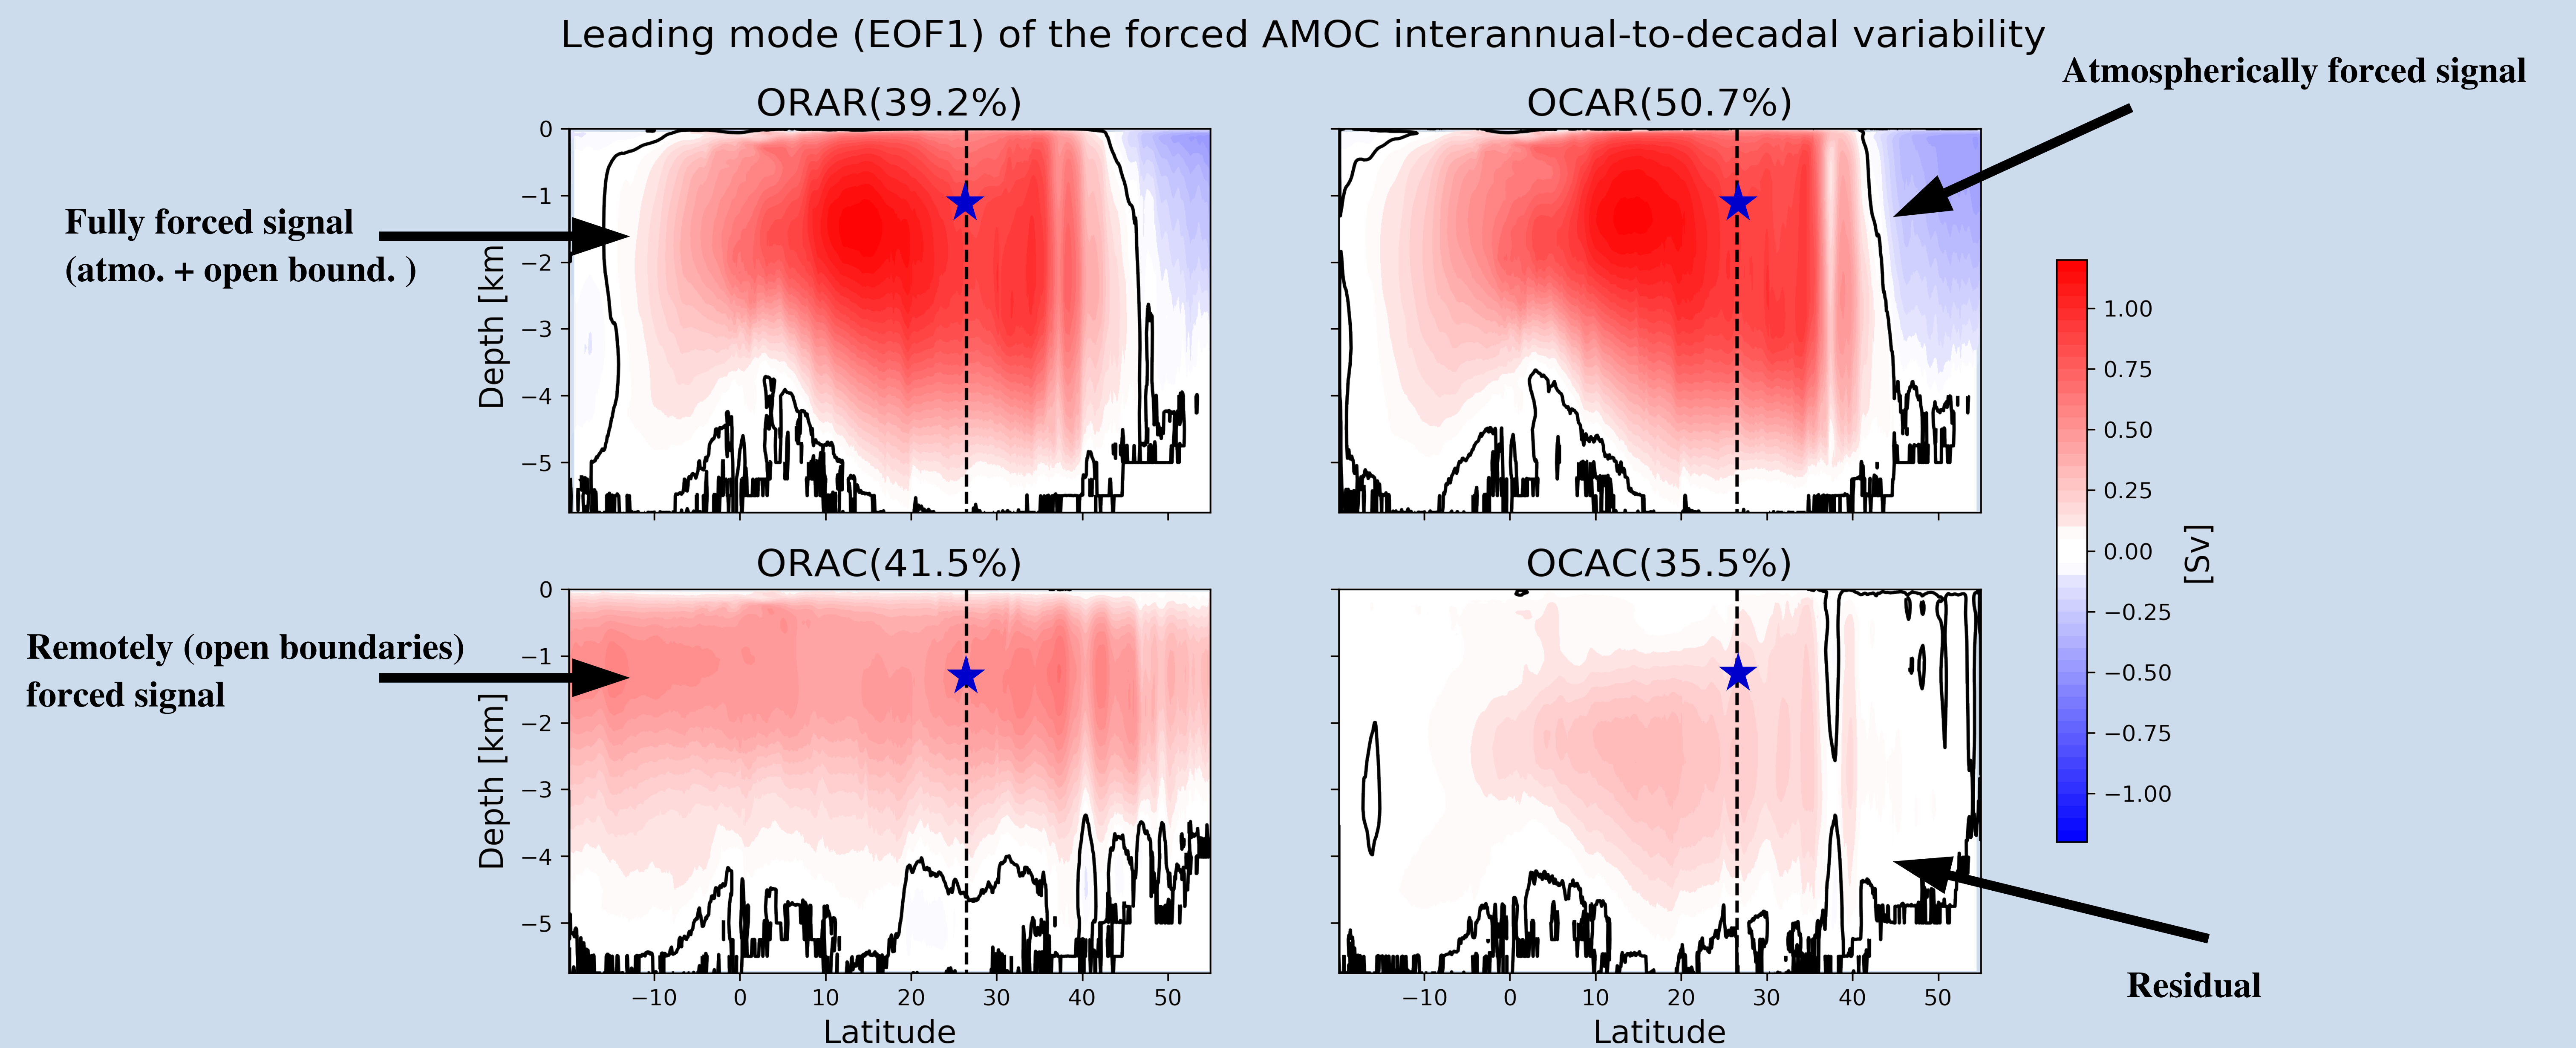 Leading mode (EOF1) of the forced AMOC interannual-to-decadal variability
Atmospherically forced signal
ORAR(39.2%)
OCAR(50.7%)
Fully forced signal
(atmo. + open bound. )
Depth [km
0
−1
−2
−3
−4
−5
1.00
0.75
0.50
0.25
0.00
−0.25
−0.50
−0.75
−1.00
[Sv]
ORAC(41.5%)
OCAC(35.5%)
Remotely (open boundaries)
forced signal
Depth [km]
0
−1
−2
−3
−4
−5
−10 0 10 20 30 40 50
−10 0 10 20 30 40 50
Latitude
Latitude
Residual